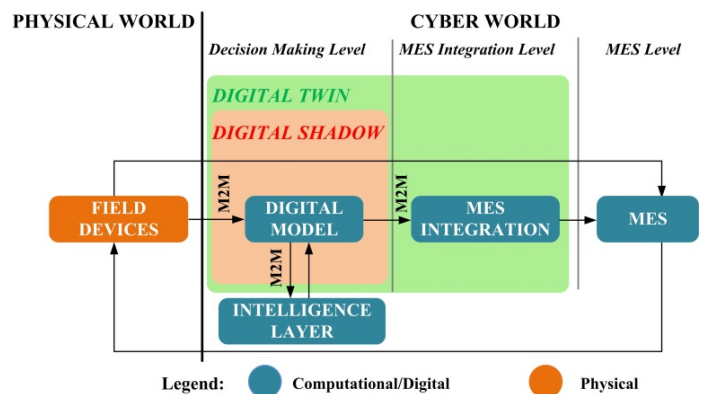 PHYSICAL WORLD
CYBER WORLD
Decision Making Level
MES Integration Level
MES Level
DIGITAL TWIN
DIGITAL SHADOW
M2M
M2M
FIELD
DEVICES
DIGITAL
MODEL
MES
INTEGRATION
MES
M2M
INTELLIGENCE
LAYER
Legend:
Computational/Digital
Physical